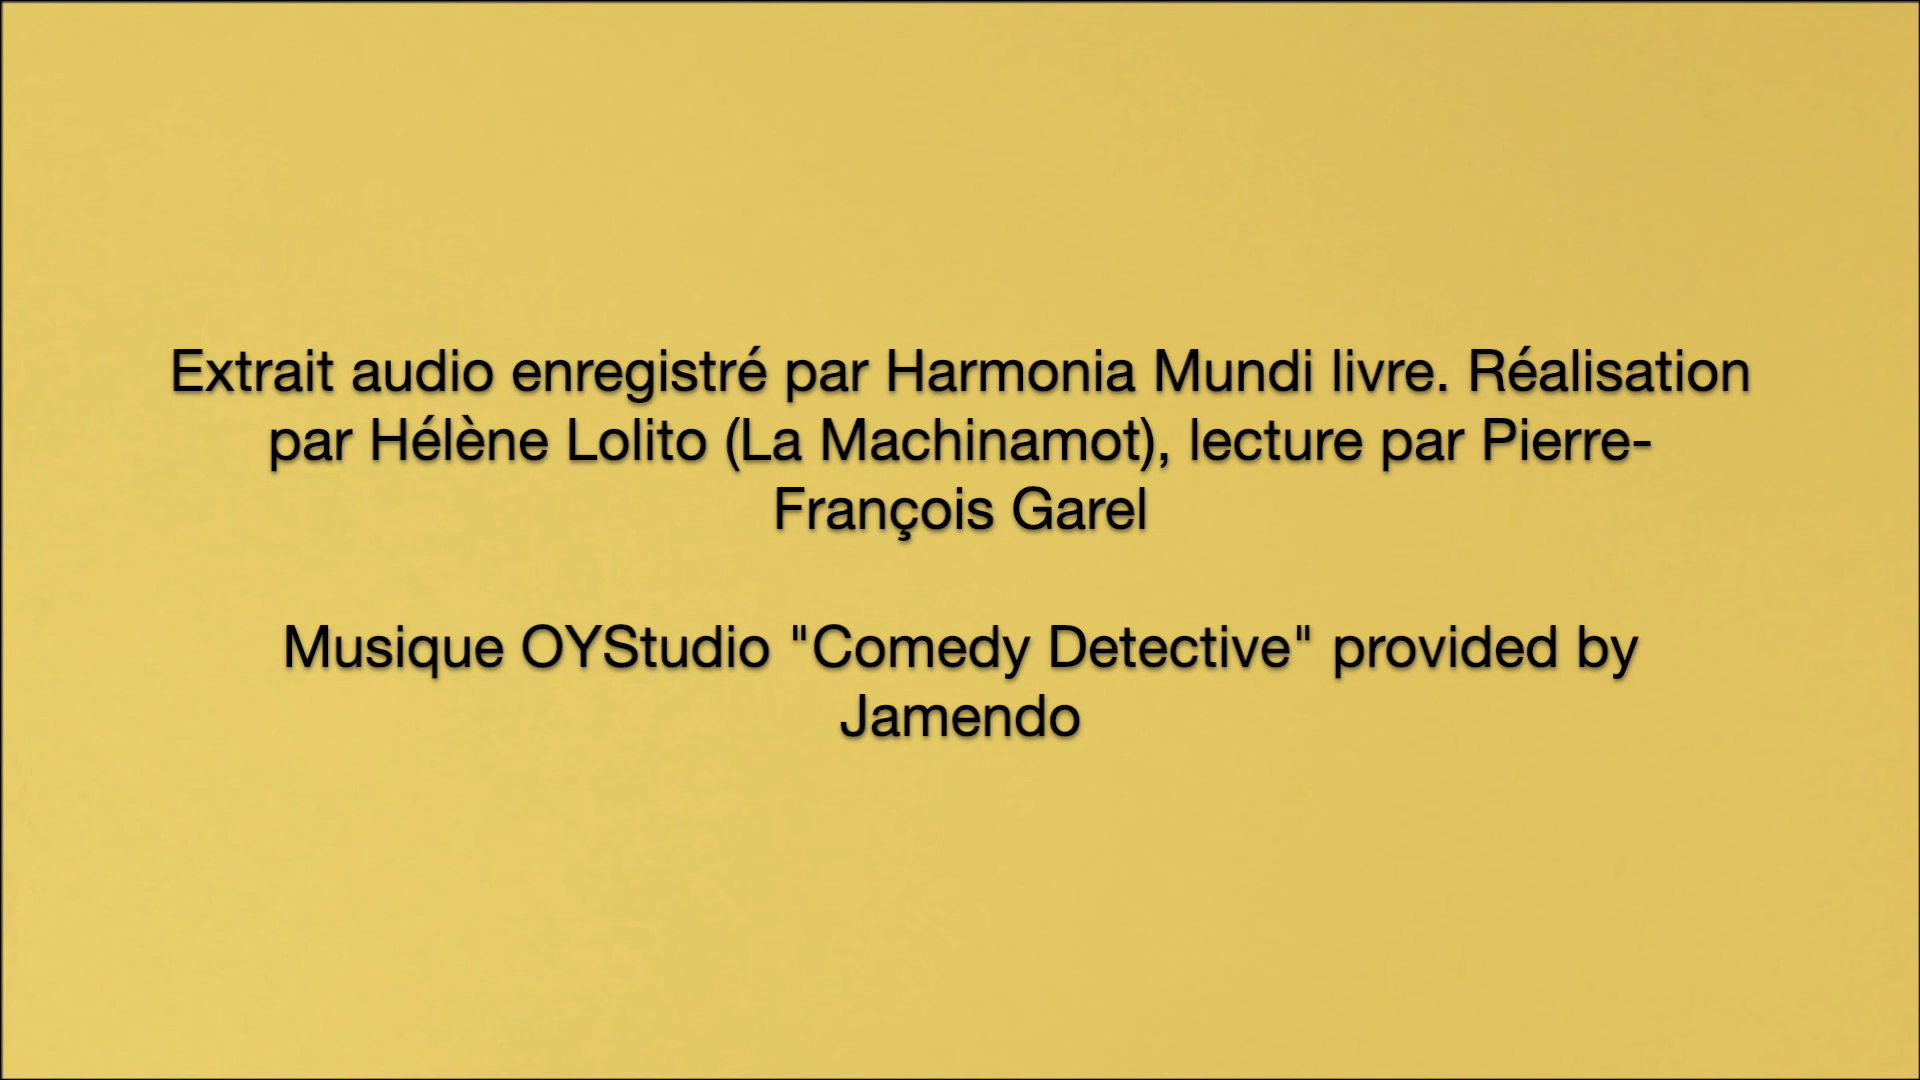 Extrait audio enregistré par Harmonia Mundi livre. Réalisation
par Hélène Lolito (La Machinamot), lecture par Pierre-
François Garel
Musique OYStudio "Comedy Detective" provided by
Jamendo